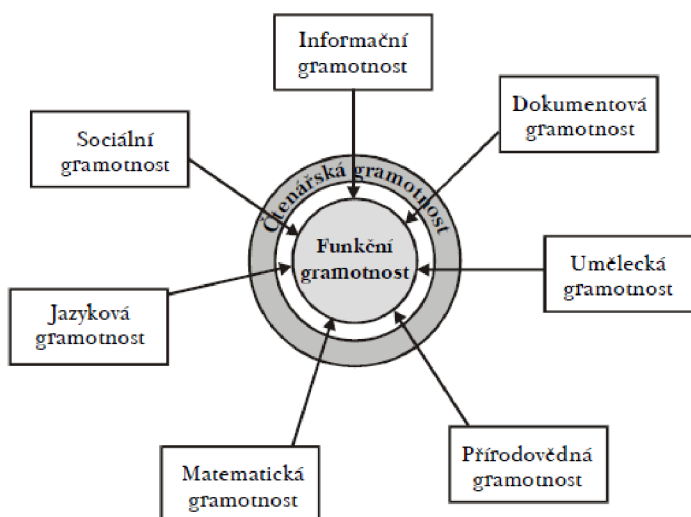 Informační
gramotnost
Dokumentová
gramotnost
Sociální
gramotnost
Čtenářská gramotnost
Funkční
gramotnost
Umělecká
gramotnost
Jazyková
gramotnost
Přírodovědná
gramotnost
Matematická
gramotnost